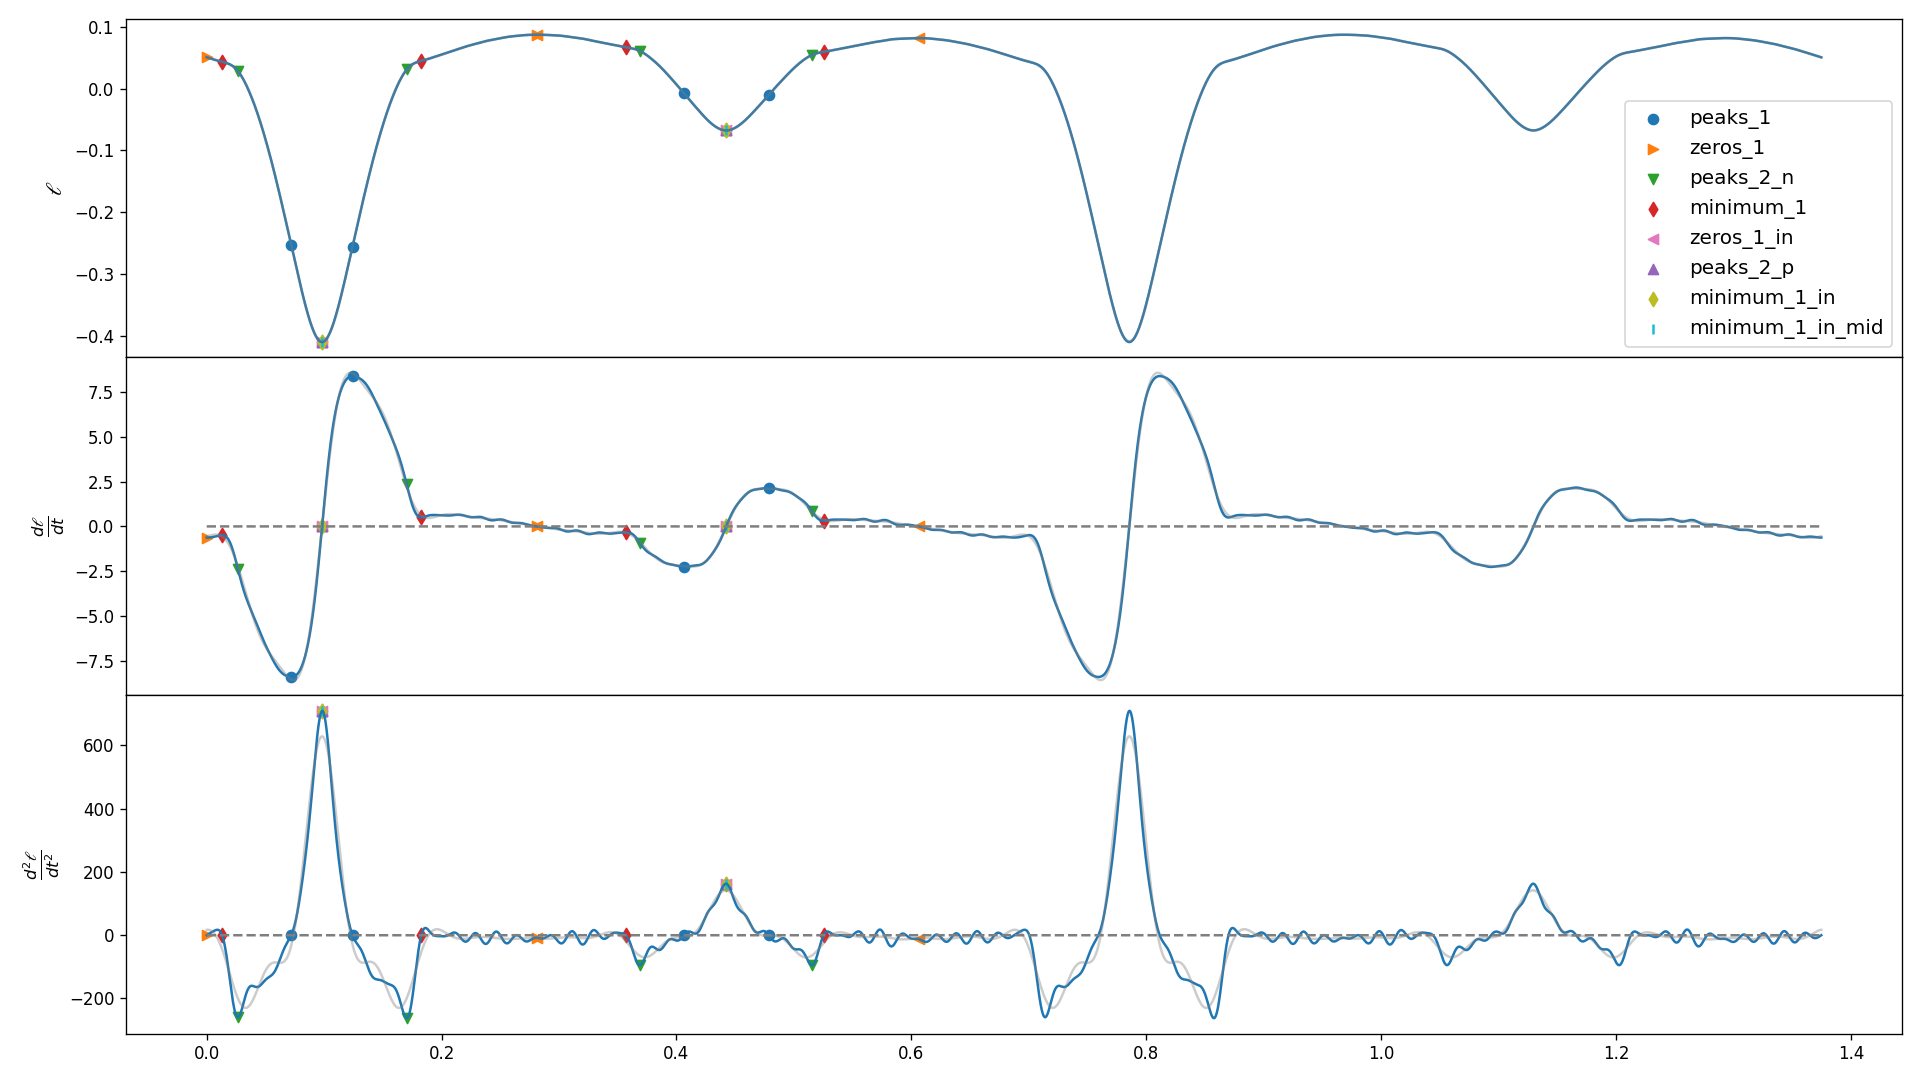 0.1
0.0
−0.1
−0.2
−0.3
−0.4
ℓ
peaks_1
zeros_1
peaks_2_n
minimum_1
zeros_1_in
peaks_2_p
minimum_1_in
minimum_1_in_mid
7.5
5.0
2.5
0.0
−2.5
−5.0
−7.5
dℓ
dt
600
400
200
0
−200
d²ℓ
dt²
0.0 0.2 0.4 0.6 0.8 1.0 1.2 1.4